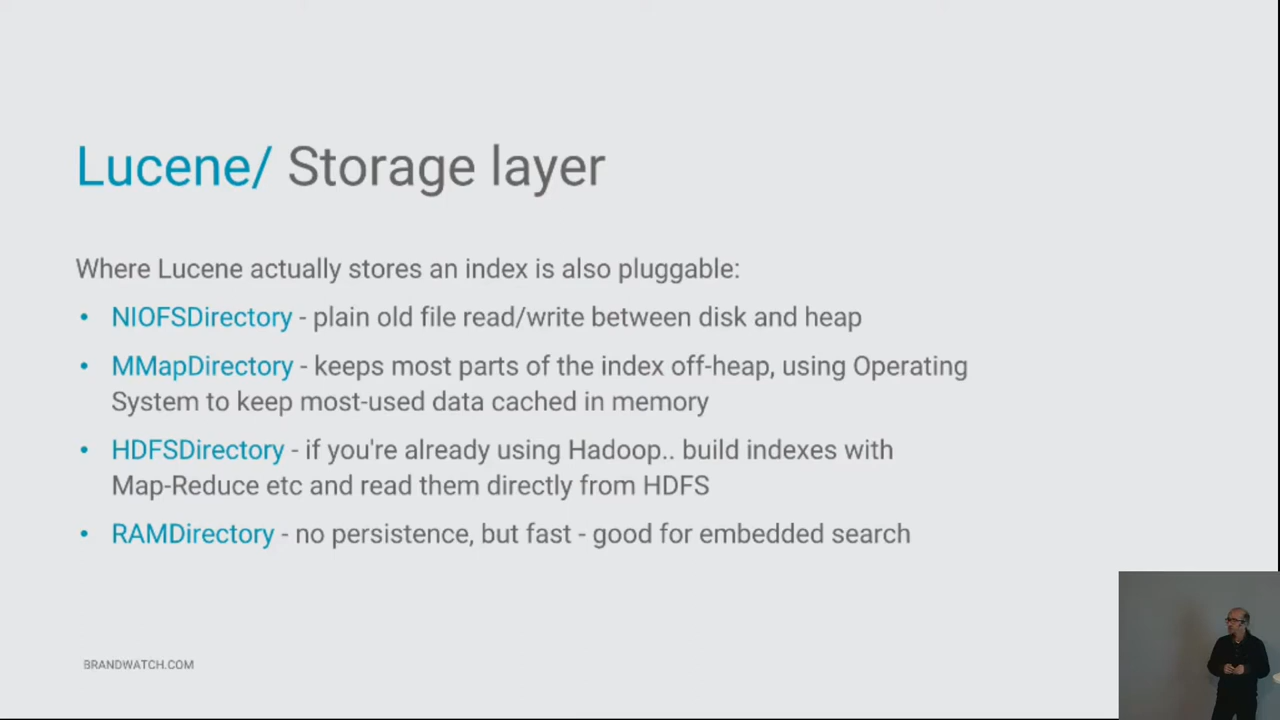 Lucene/ Storage layer
Where Lucene actually stores an index is also pluggable:
• NIOFSDirectory - plain old file read/write between disk and heap
• MMapDirectory - keeps most parts of the index off-heap, using Operating
System to keep most-used data cached in memory
• HDFSDirectory - if you're already using Hadoop.. build indexes with
Map-Reduce etc and read them directly from HDFS
• RAMDirectory - no persistence, but fast - good for embedded search
BRANDWATCH.COM